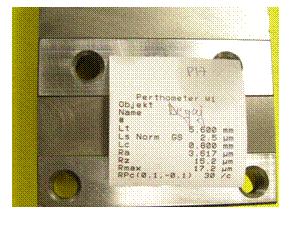 P17
Perthometer M1
Objekt
Name
#
Lt 5.600 mm
Ls Norm GS 2.5 µm
Lc 0.800 mm
Ra 3.617 µm
Rz 15.2 µm
Rmax 17.2 µm
RPc(0.1,-0.1) 30 /c